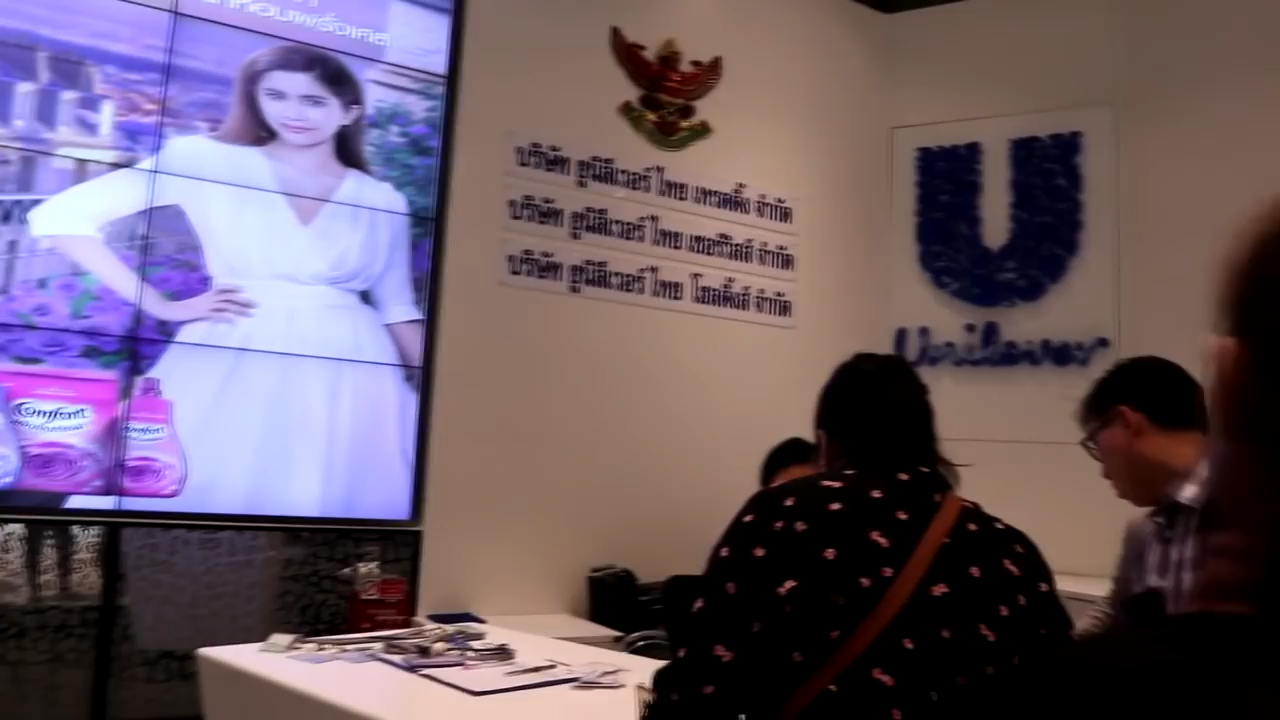 บริษัท ยูนิลีเวอร์ ไทย เทรดดิ้ง จำกัด
บริษัท ยูนิลีเวอร์ ไทย เซอร์วิสส์ จำกัด
บริษัท ยูนิลีเวอร์ ไทย โฮลดิ้งส์ จำกัด
U
Unilever
Comfort
Comfort